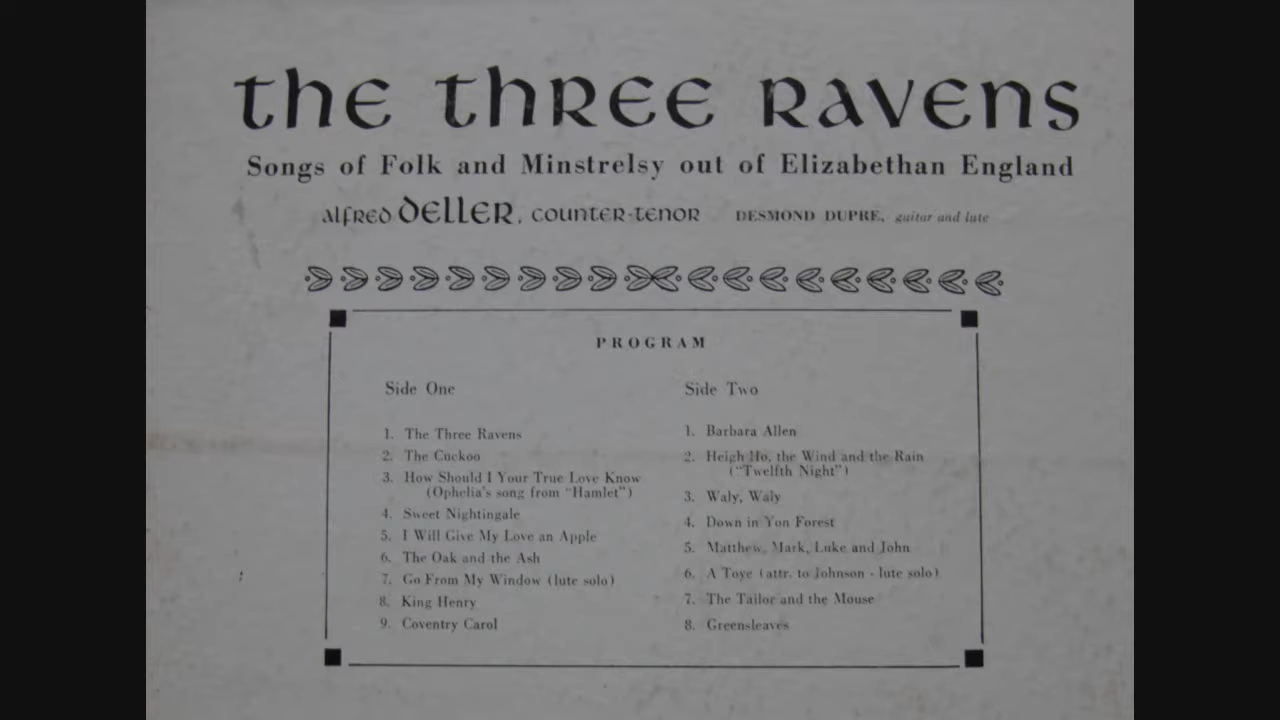 the three ravens
Songs of Folk and Minstrelsy out of Elizabethan England
alfred DELLER, counter-tenor DESMOND DUPRE, guitar and lute
PROGRAM
Side One
1. The Three Ravens
2. The Cuckoo
3. How Should I Your True Love Know
(Ophelia's song from "Hamlet")
4. Sweet Nightingale
5. I Will Give My Love an Apple
6. The Oak and the Ash
7. Go From My Window (lute solo)
8. King Henry
9. Coventry Carol
Side Two
1. Barbara Allen
2. Heigh Ho, the Wind and the Rain
("Twelfth Night")
3. Waly, Waly
4. Down in Yon Forest
5. Matthew, Mark, Luke and John
6. A Toye (attr. to Johnson - lute solo)
7. The Tailor and the Mouse
8. Greensleeves